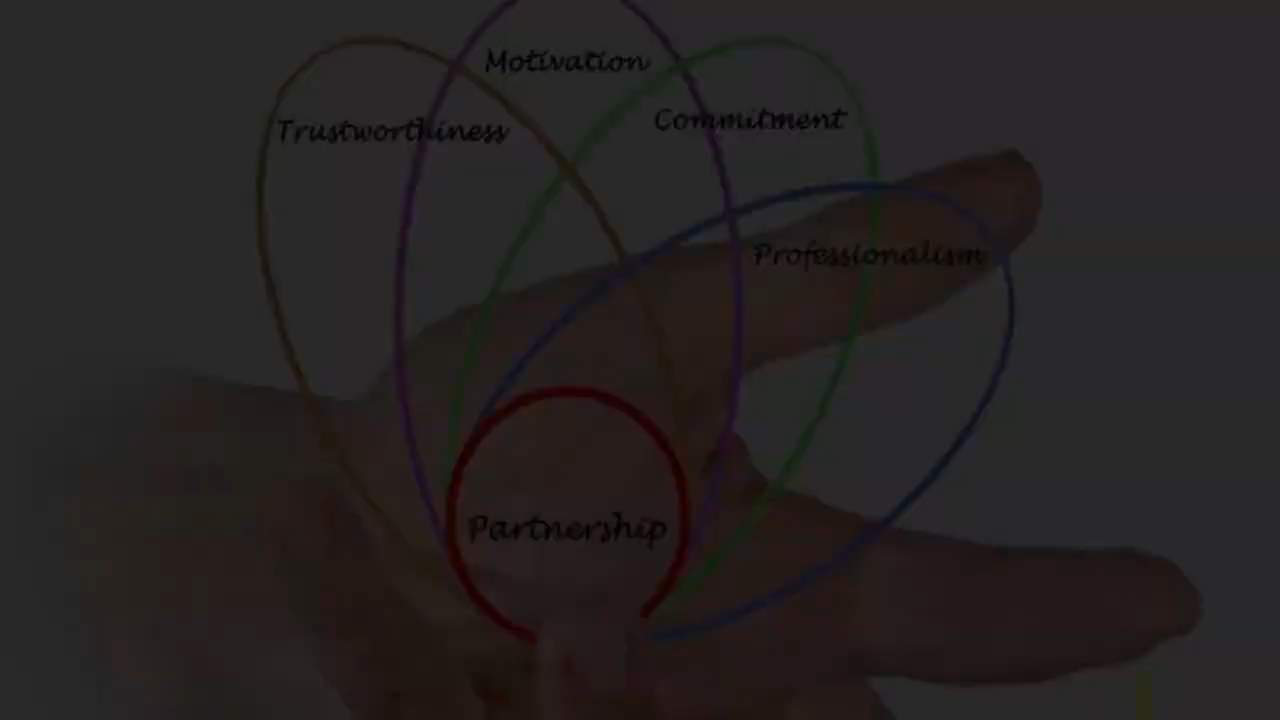 Motivation
Commitment
Trustworthiness
Professionalism
Partnership